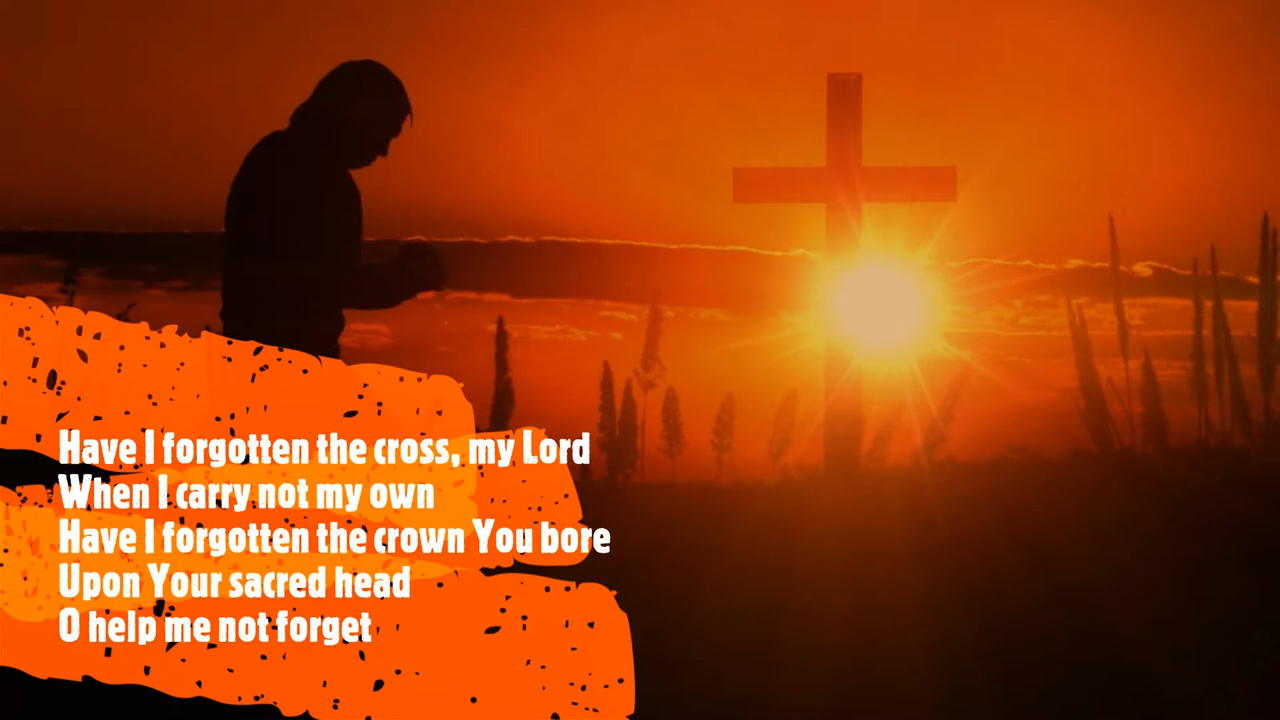 Have I forgotten the cross, my Lord
When I carry not my own
Have I forgotten the crown You bore
Upon Your sacred head
O help me not forget